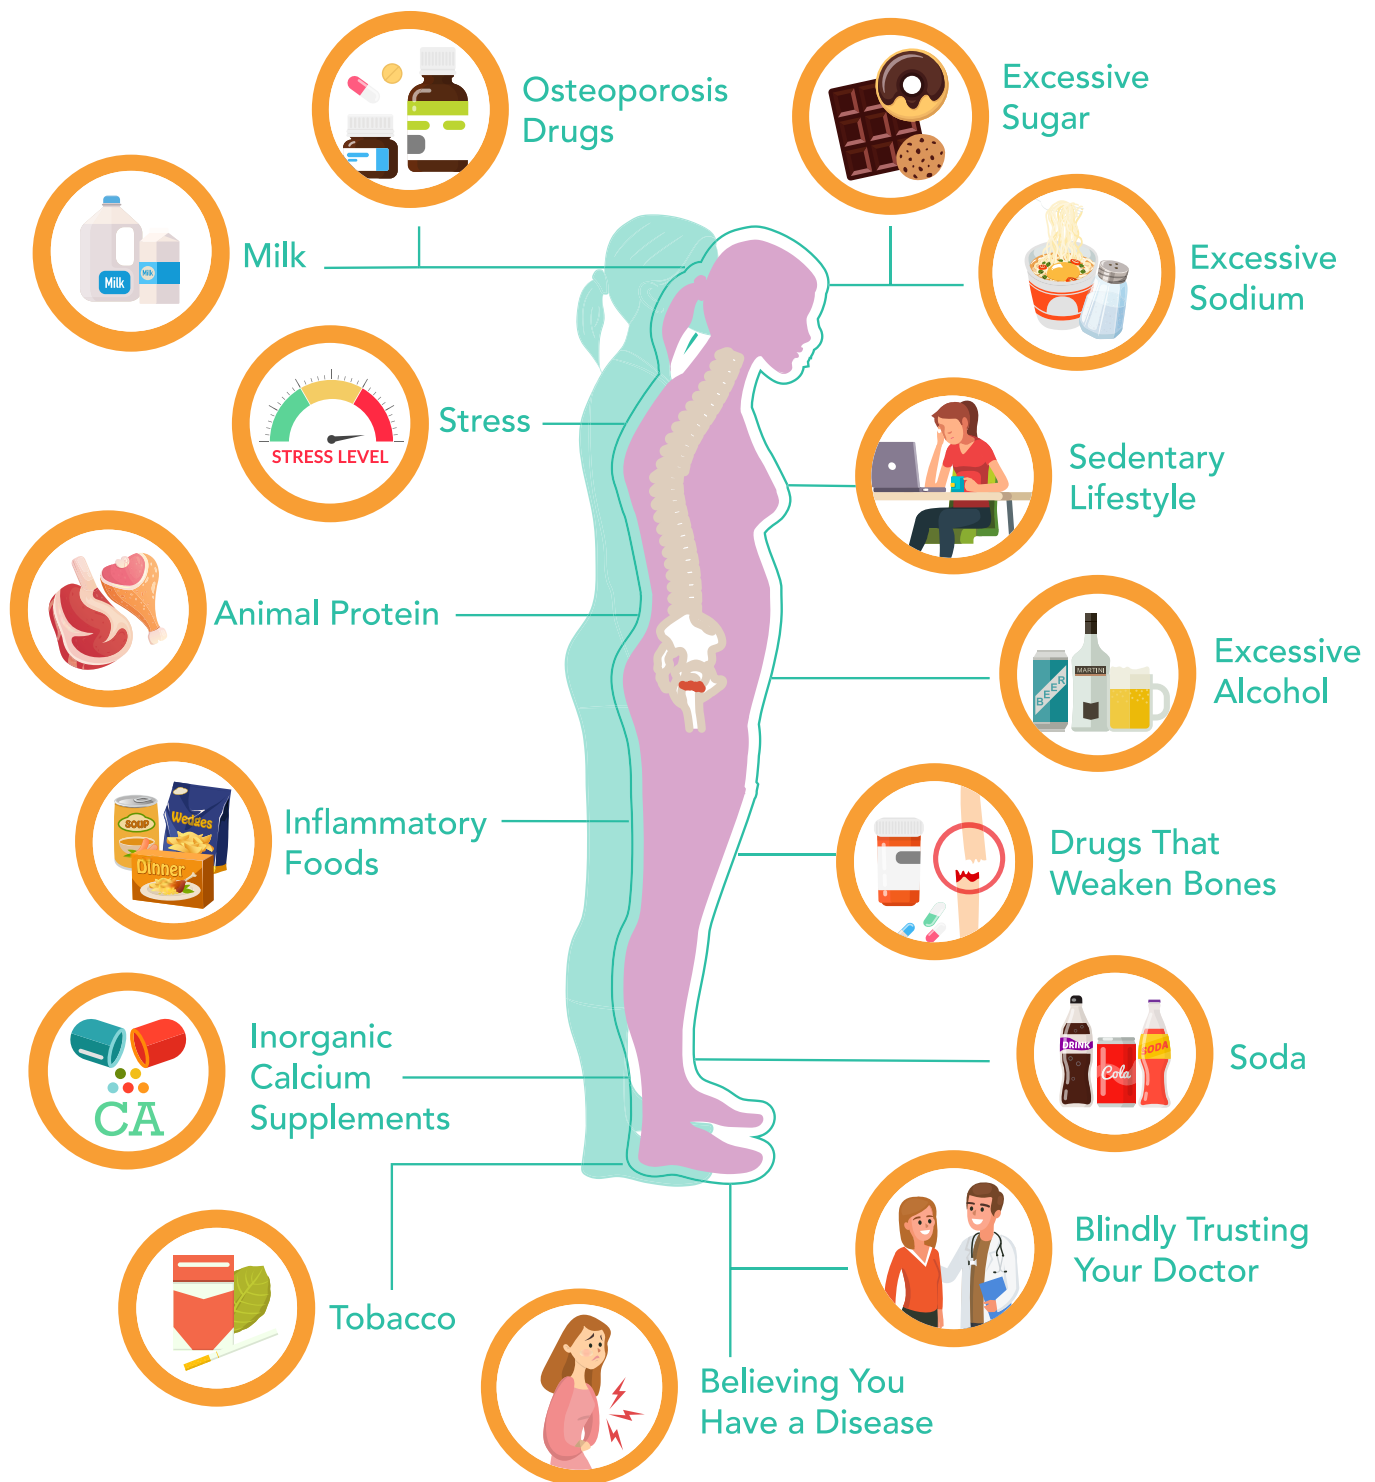 Osteoporosis
Drugs
Excessive
Sugar
Milk
Milk
Milk
Excessive
Sodium
STRESS LEVEL
Stress
Sedentary
Lifestyle
Animal Protein
BEER
MARTINI
Excessive
Alcohol
SOUP
Wedges
Dinner
Inflammatory
Foods
Drugs That
Weaken Bones
CA
Inorganic
Calcium
Supplements
DRINK
Cola
SODA
Soda
Tobacco
Blindly Trusting
Your Doctor
Believing You
Have a Disease